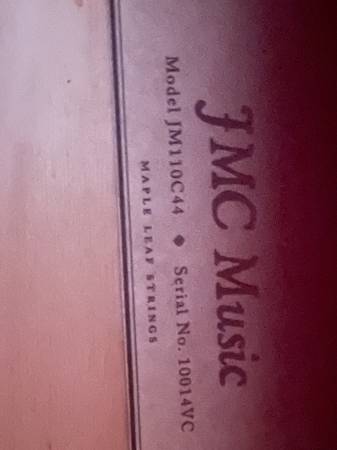 JMC Music
Model JM110C44 ◆ Serial No. 10014VC
MAPLE LEAF STRINGS